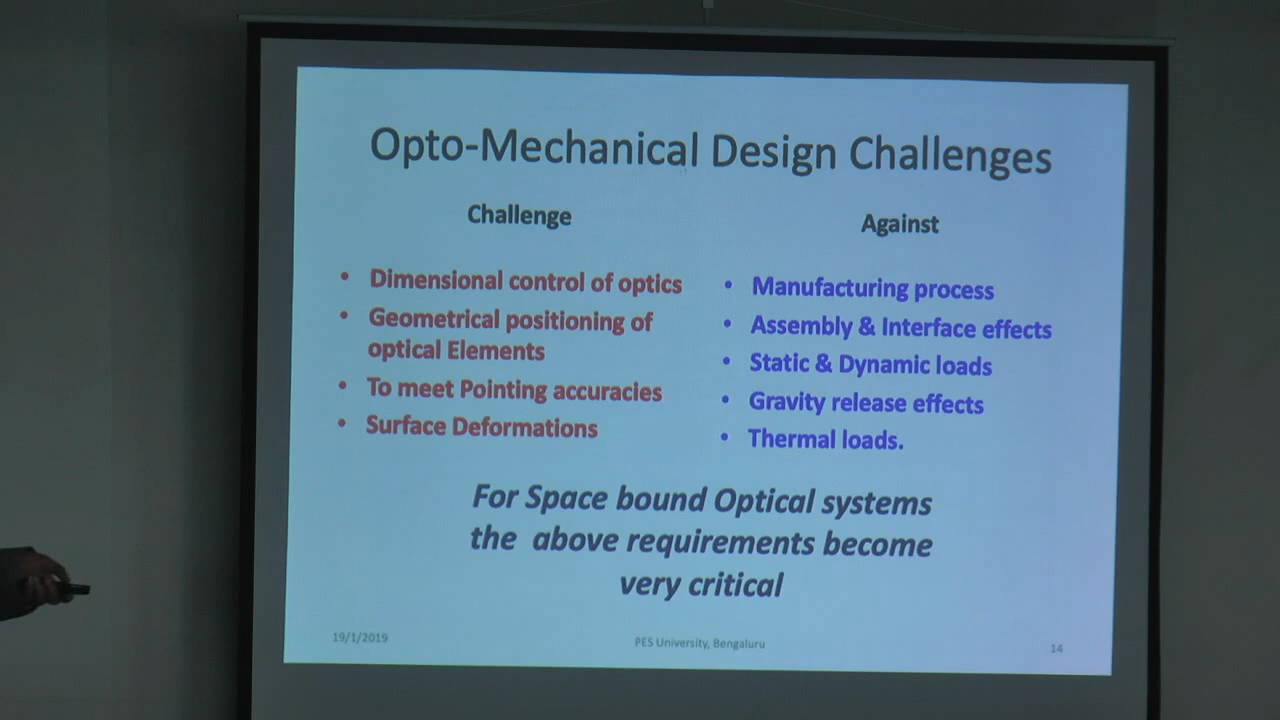 Opto-Mechanical Design Challenges
Challenge
• Dimensional control of optics
• Geometrical positioning of
optical Elements
• To meet Pointing accuracies
• Surface Deformations
Against
• Manufacturing process
• Assembly & Interface effects
• Static & Dynamic loads
• Gravity release effects
• Thermal loads.
For Space bound Optical systems
the above requirements become
very critical
19/1/2019
PES University, Bengaluru
14